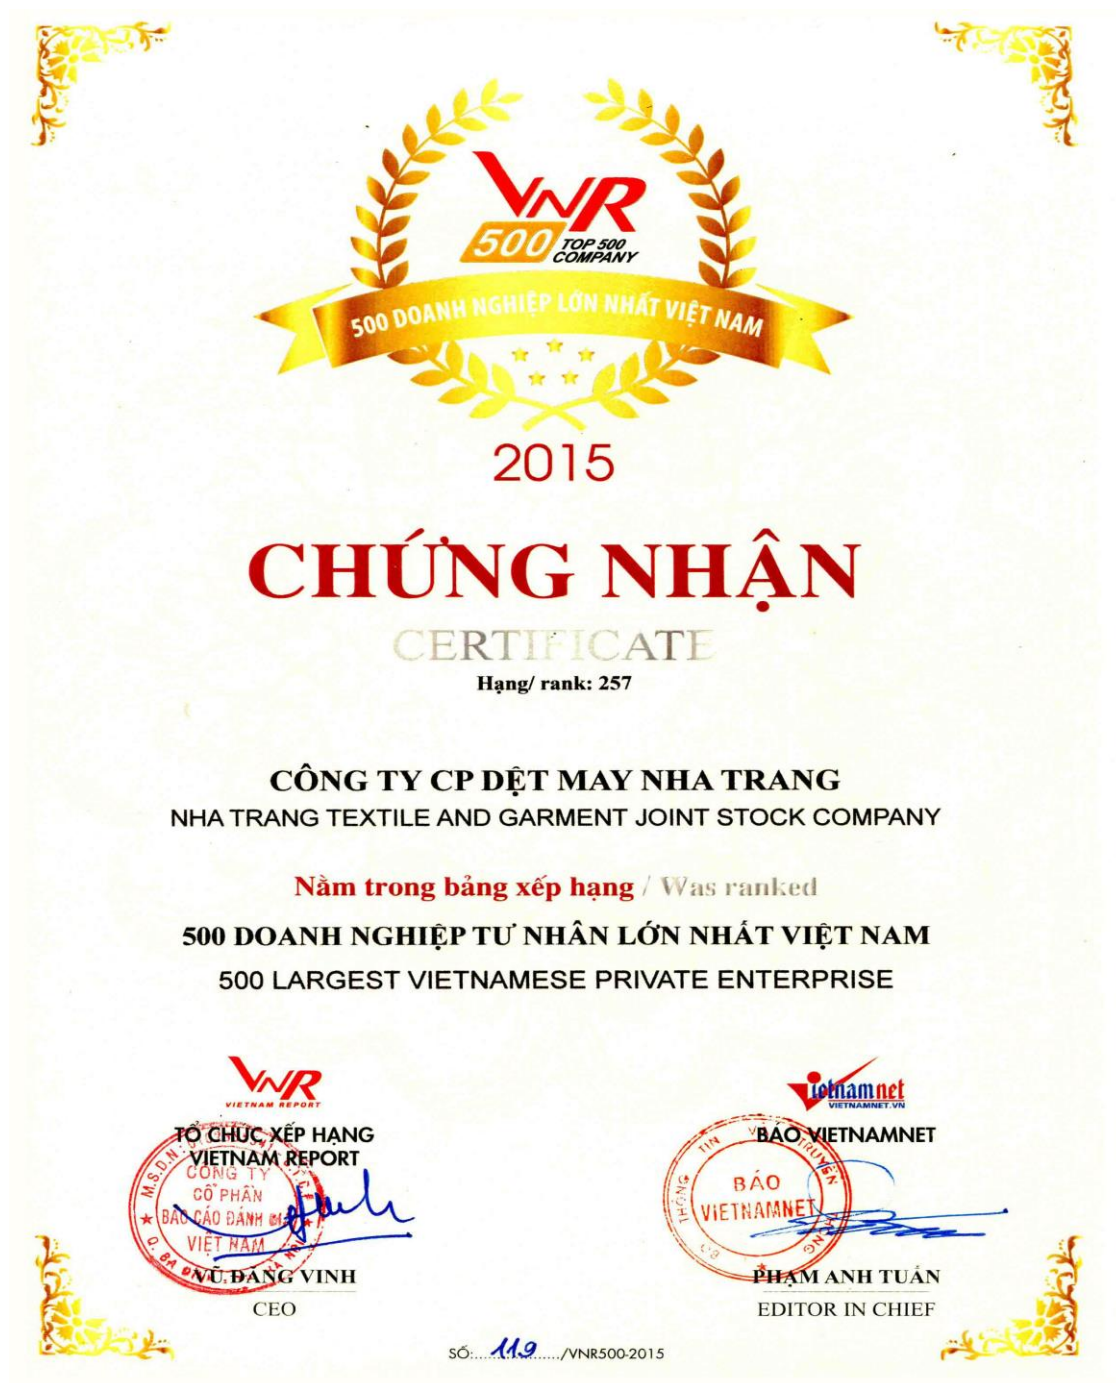 VNR
500 TOP 500
COMPANY
500 DOANH NGHIỆP LỚN NHẤT VIỆT NAM
2015
CHỨNG NHẬN
CERTIFICATE
Hạng/ rank: 257
CÔNG TY CP DỆT MAY NHA TRANG
NHA TRANG TEXTILE AND GARMENT JOINT STOCK COMPANY
Nằm trong bảng xếp hạng / Was ranked
500 DOANH NGHIỆP TƯ NHÂN LỚN NHẤT VIỆT NAM
500 LARGEST VIETNAMESE PRIVATE ENTERPRISE
VNR
VIETNAM REPORT
TỔ CHỨC XẾP HẠNG
VIETNAM REPORT
M.S.D.N:
CÔNG TY
CỔ PHẦN
BÁO CÁO ĐÁNH GIÁ
VIỆT NAM
VŨ ĐĂNG VINH
CEO
Vietnamnet
VIETNAMNET.VN
BÁO VIETNAMNET
THÔNG TIN TRUYỀN THÔNG
BÁO
VIETNAMNET
PHẠM ANH TUẤN
EDITOR IN CHIEF
SỐ:....119..../VNR500-2015